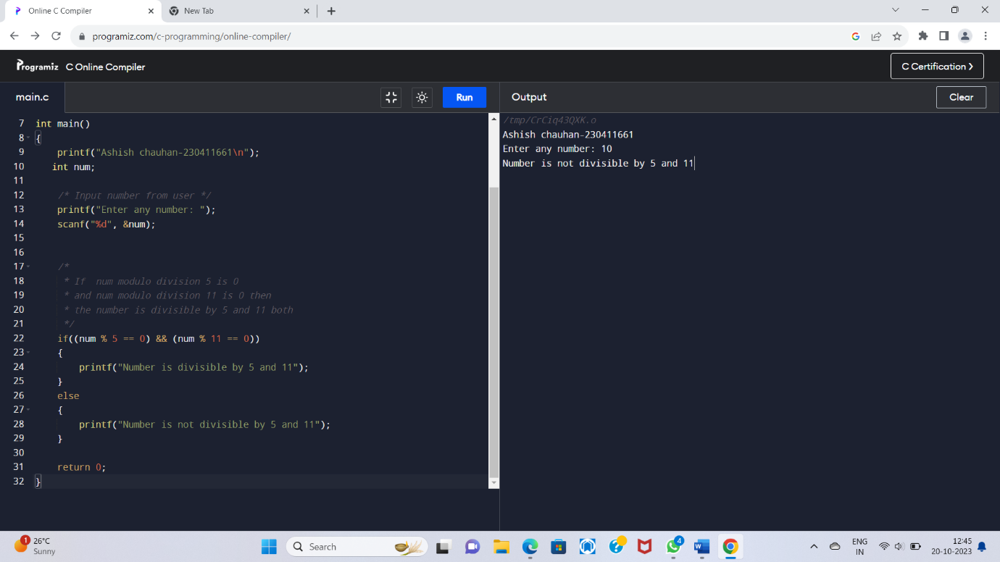 Online C Compiler
New Tab
programiz.com/c-programming/online-compiler/
Programiz C Online Compiler
C Certification
main.c
Run
Output
Clear
7 int main()
8 {
9 printf("Ashish chauhan-230411661\n");
10 int num;
11
12 /* Input number from user */
13 printf("Enter any number: ");
14 scanf("%d", &num);
15
16
17 /*
18 * If  num modulo division 5 is 0
19 * and num modulo division 11 is 0 then
20 * the number is divisible by 5 and 11 both
21 */
22 if((num % 5 == 0) && (num % 11 == 0))
23 {
24 printf("Number is divisible by 5 and 11");
25 }
26 else
27 {
28 printf("Number is not divisible by 5 and 11");
29 }
30
31 return 0;
32 }
/tmp/CrCiq43QXK.o
Ashish chauhan-230411661
Enter any number: 10
Number is not divisible by 5 and 11
1
26°C
Sunny
Search
4
ENG
IN
12:45
20-10-2023